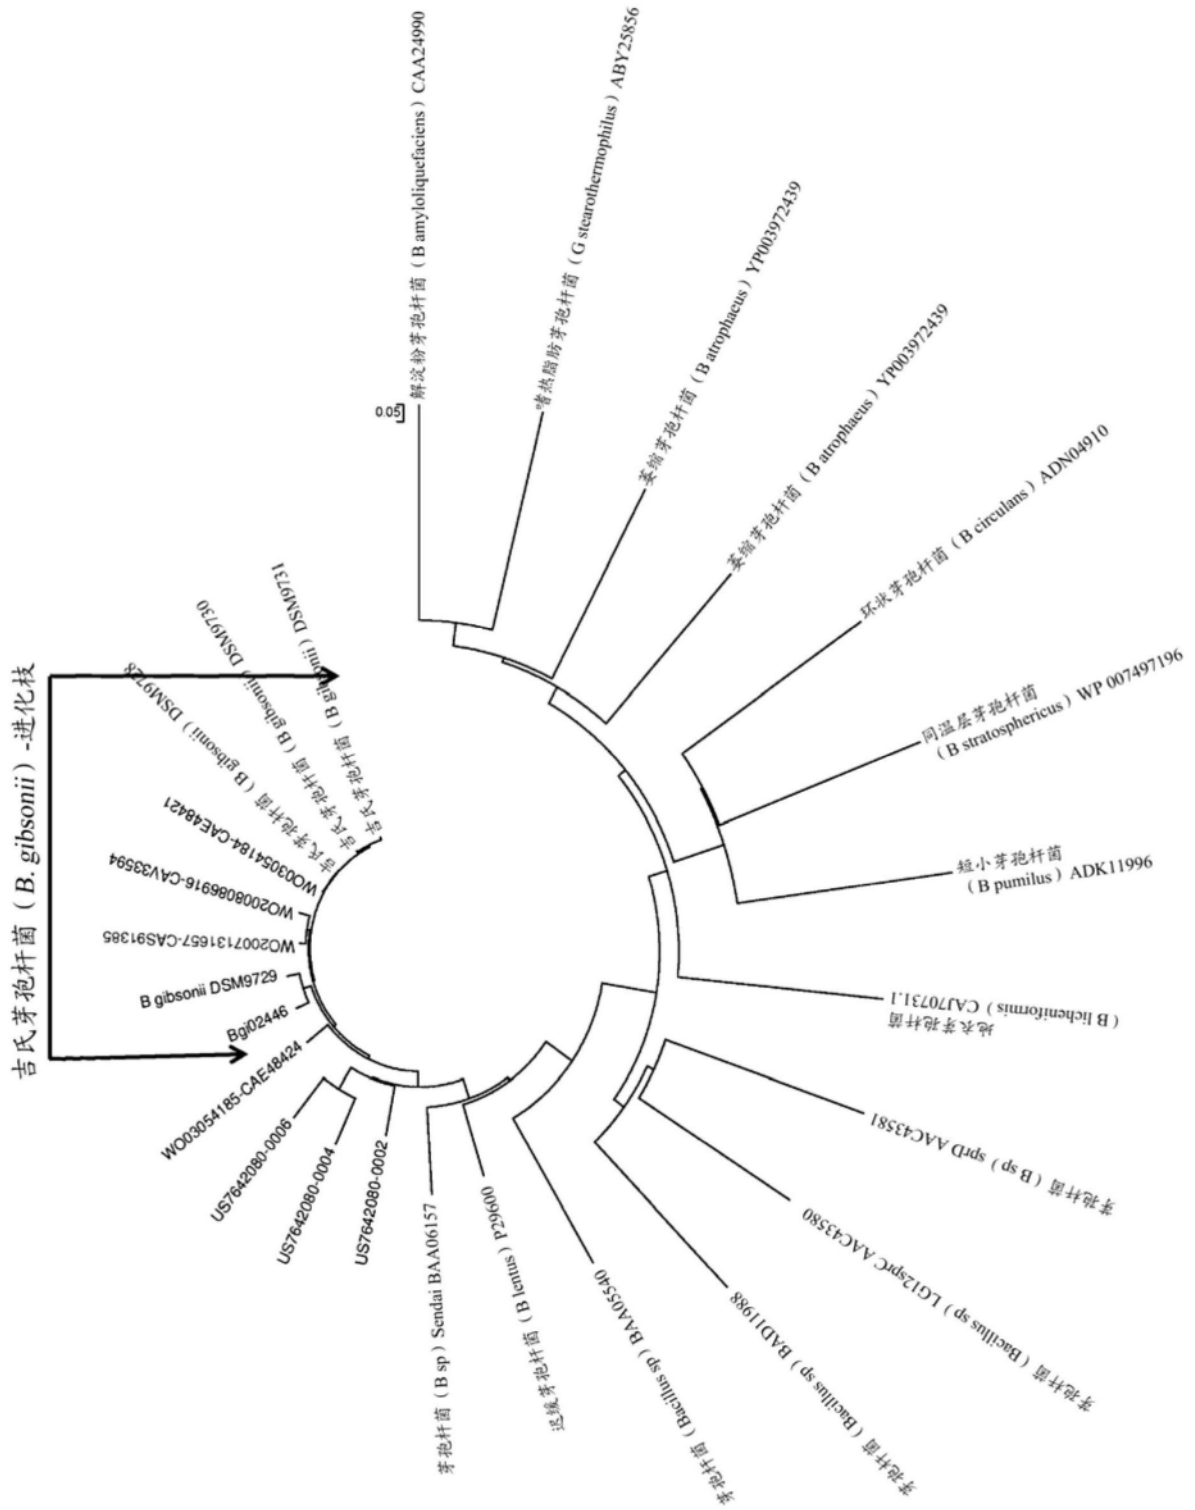 吉氏芽孢杆菌（B. gibsonii）-进化枝
0.05
解淀粉芽孢杆菌（B amyloliquefaciens）CAA24990
嗜热脂肪芽孢杆菌（G stearothermophilus）ABY25856
萎缩芽孢杆菌（B atrophaeus）YP003972439
萎缩芽孢杆菌（B atrophaeus）YP003972439
环状芽孢杆菌（B circulans）ADN04910
同温层芽孢杆菌
（B stratosphericus）WP 007497196
短小芽孢杆菌
（B pumilus）ADK11996
地衣芽孢杆菌
（B licheniformis）CAJ70731.1
芽孢杆菌（B sp）sprD AAC43581
芽孢杆菌（Bacillus sp）LG12sprC AAC43580
芽孢杆菌（Bacillus sp）BAD11988
芽孢杆菌（Bacillus sp）BAA05540
迟缓芽孢杆菌（B lentus）P29600
芽孢杆菌（B sp）Sendai BAA06157
US7642080-0002
US7642080-0004
US7642080-0006
WO03054185-CAE48424
Bgi02446
B gibsonii DSM9729
WO2007131657-CAS91385
WO2008086916-CAV33594
WO03054184-CAE48421
吉氏芽孢杆菌（B gibsonii）DSM9728
吉氏芽孢杆菌（B gibsonii）DSM9730
吉氏芽孢杆菌（B gibsonii）DSM9731